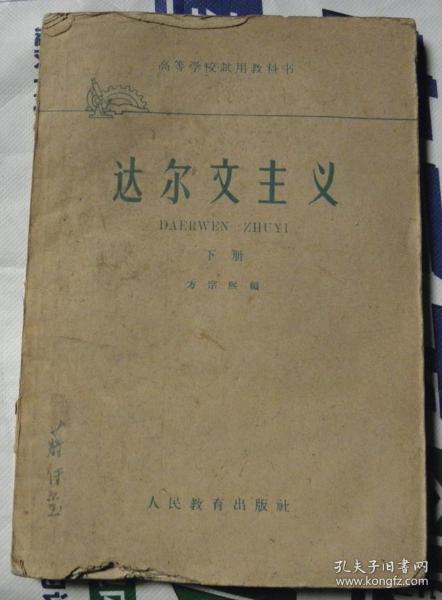 高等学校试用教科书
达尔文主义
DAERWEN ZHUYI
下册
方宗熙编
人民教育出版社
孔夫子旧书网
www.kongfz.com